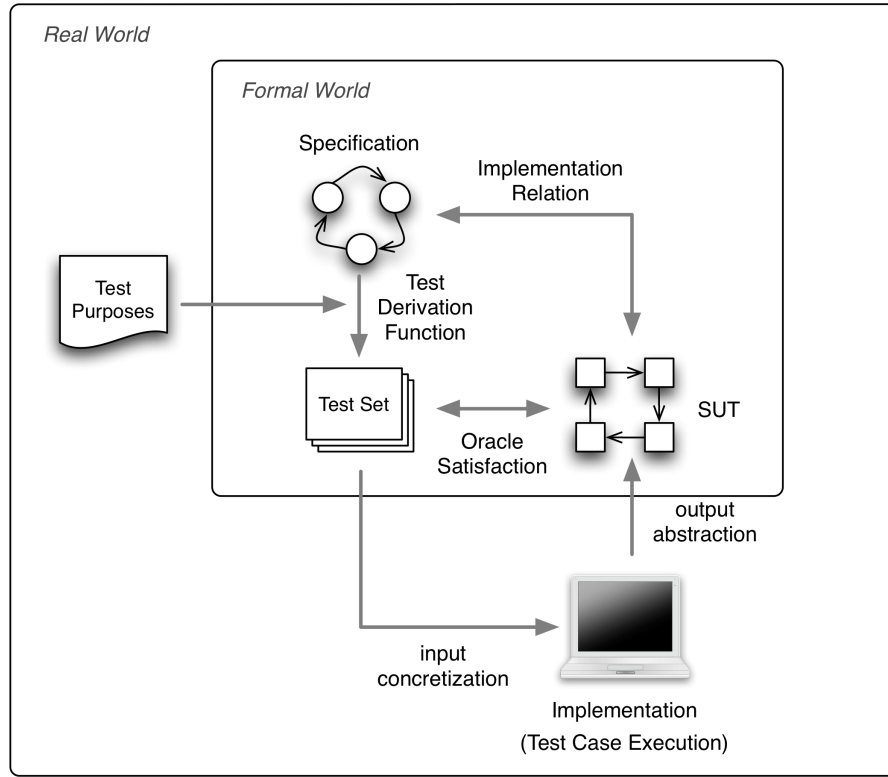 Real World
Formal World
Specification
Implementation
Relation
Test
Purposes
Test
Derivation
Function
Test Set
SUT
Oracle
Satisfaction
output
abstraction
input
concretization
Implementation
(Test Case Execution)